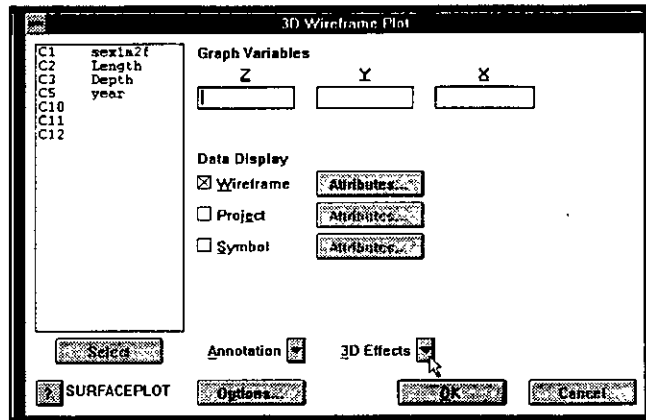 3D Wireframe Plot
C1 sex1m2f
C2 Length
C3 Depth
C5 year
C10
C11
C12
Graph Variables
Z Y X
Data Display
Wireframe Attributes...
Project Attributes...
Symbol Attributes...
Select
Annotation 3D Effects
? SURFACEPLOT
Options... OK Cancel